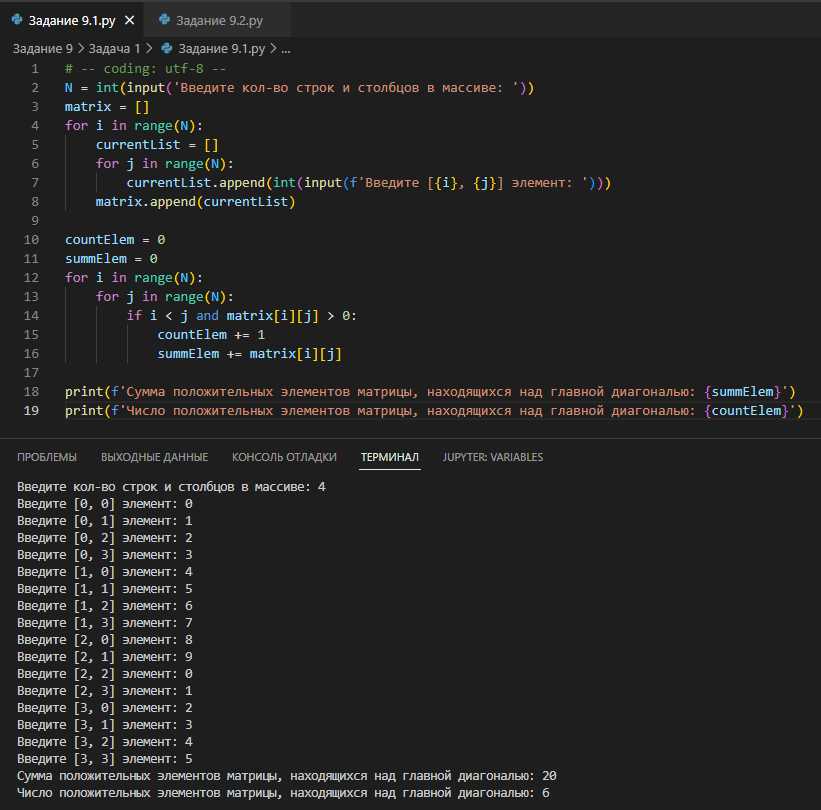 Задание 9.1.py ✕ Задание 9.2.py
Задание 9 > Задача 1 > Задание 9.1.py > ...
1 # -- coding: utf-8 --
2 N = int(input('Введите кол-во строк и столбцов в массиве: '))
3 matrix = []
4 for i in range(N):
5     currentList = []
6     for j in range(N):
7         currentList.append(int(input(f'Введите [{i}, {j}] элемент: ')))
8     matrix.append(currentList)
9
10 countElem = 0
11 summElem = 0
12 for i in range(N):
13     for j in range(N):
14         if i < j and matrix[i][j] > 0:
15             countElem += 1
16             summElem += matrix[i][j]
17
18 print(f'Сумма положительных элементов матрицы, находящихся над главной диагональю: {summElem}')
19 print(f'Число положительных элементов матрицы, находящихся над главной диагональю: {countElem}')
ПРОБЛЕМЫ ВЫХОДНЫЕ ДАННЫЕ КОНСОЛЬ ОТЛАДКИ ТЕРМИНАЛ JUPYTER: VARIABLES
Введите кол-во строк и столбцов в массиве: 4
Введите [0, 0] элемент: 0
Введите [0, 1] элемент: 1
Введите [0, 2] элемент: 2
Введите [0, 3] элемент: 3
Введите [1, 0] элемент: 4
Введите [1, 1] элемент: 5
Введите [1, 2] элемент: 6
Введите [1, 3] элемент: 7
Введите [2, 0] элемент: 8
Введите [2, 1] элемент: 9
Введите [2, 2] элемент: 0
Введите [2, 3] элемент: 1
Введите [3, 0] элемент: 2
Введите [3, 1] элемент: 3
Введите [3, 2] элемент: 4
Введите [3, 3] элемент: 5
Сумма положительных элементов матрицы, находящихся над главной диагональю: 20
Число положительных элементов матрицы, находящихся над главной диагональю: 6